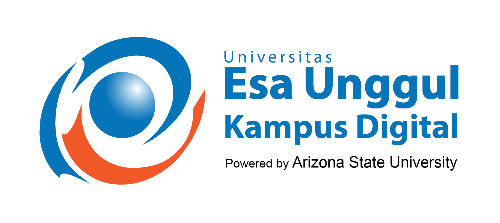 Universitas
Esa Unggul
Kampus Digital
Powered by Arizona State University